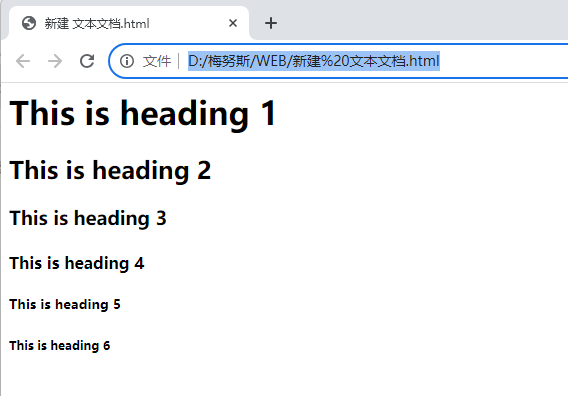 新建 文本文档.html
文件 D:/梅努斯/WEB/新建%20文本文档.html
This is heading 1
This is heading 2
This is heading 3
This is heading 4
This is heading 5
This is heading 6